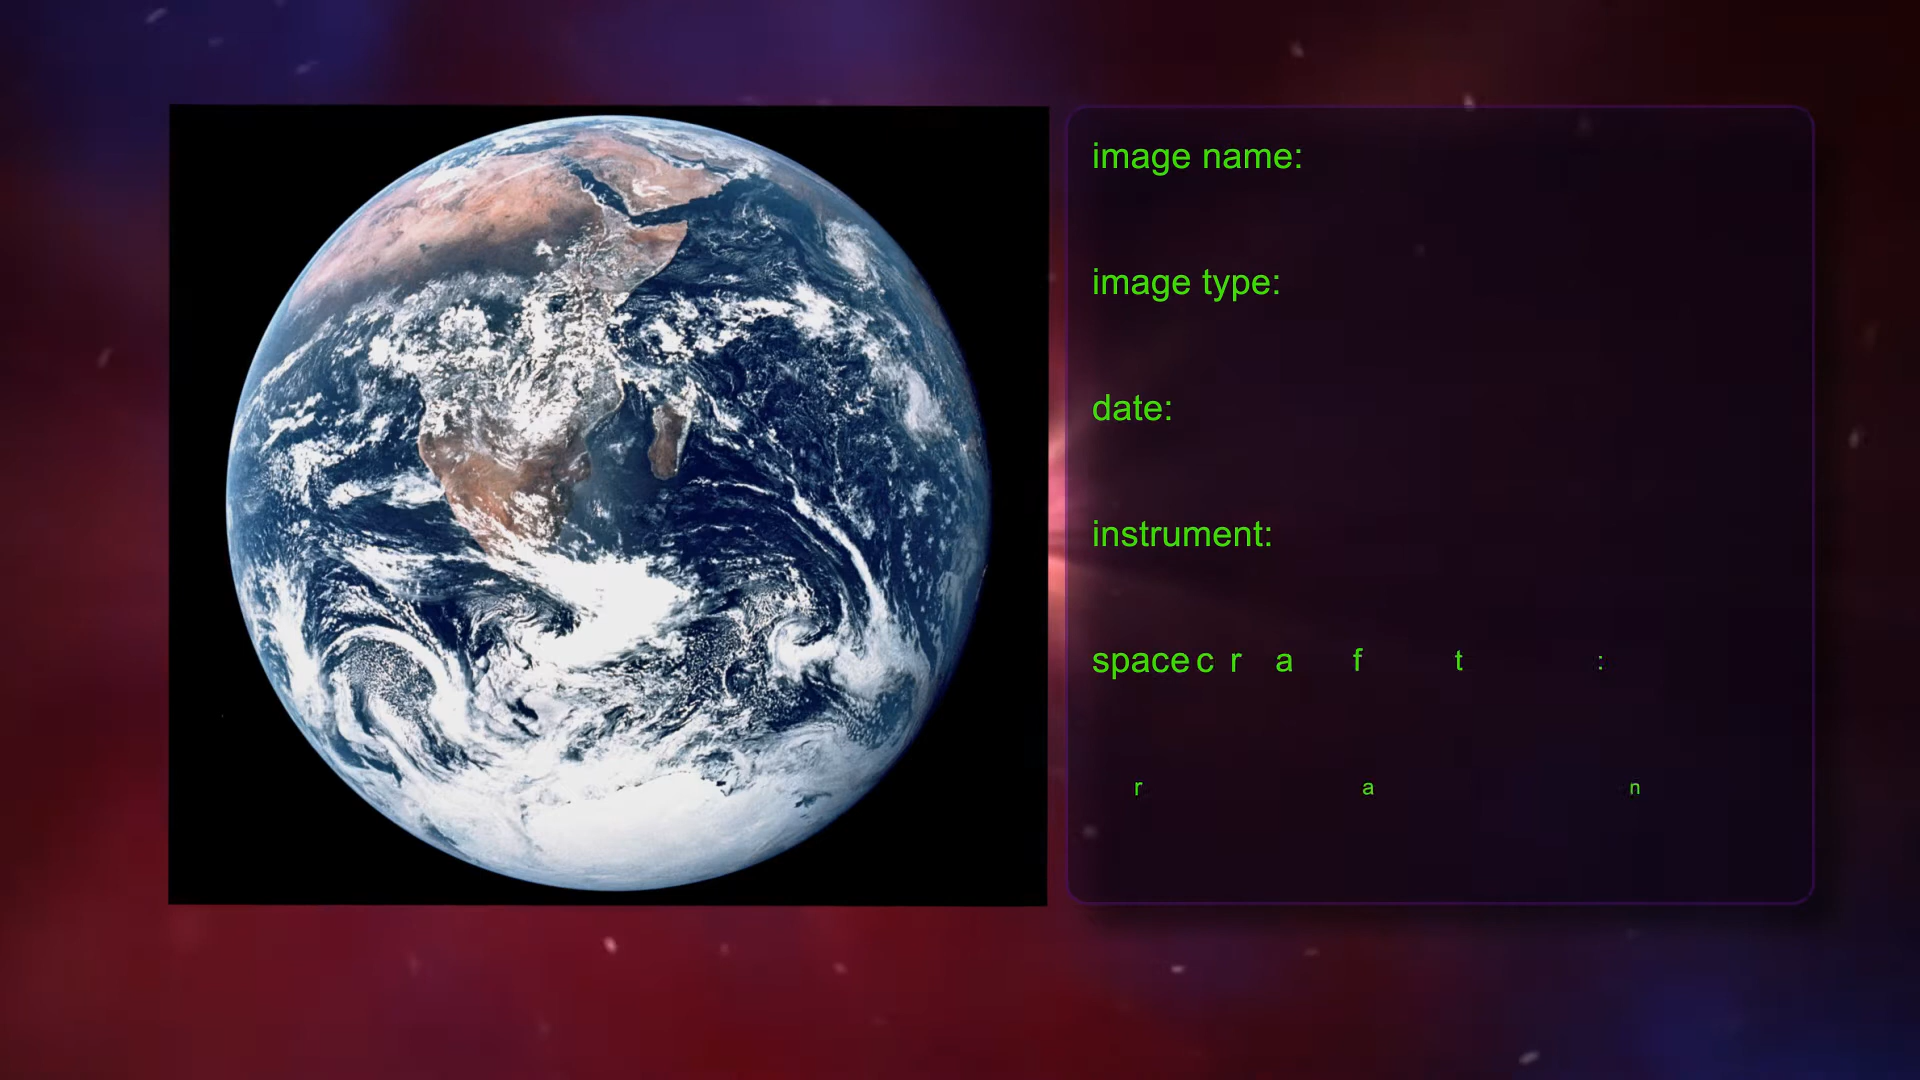 image name:
image type:
date:
instrument:
spacecraft:
r a n